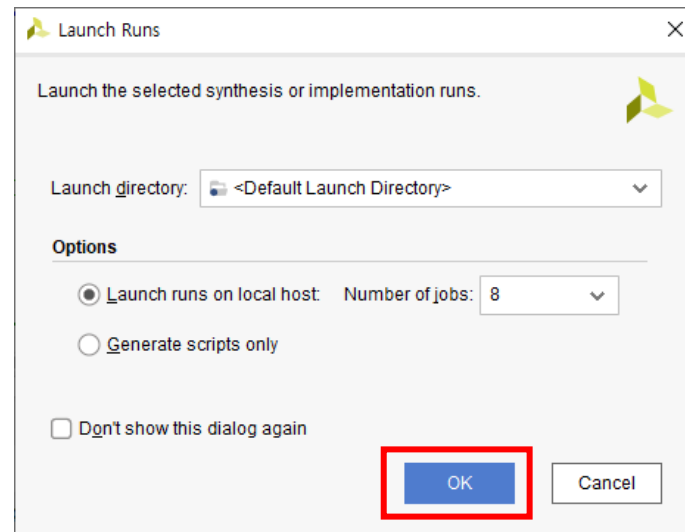 Launch Runs
Launch the selected synthesis or implementation runs.
Launch directory: <Default Launch Directory>
Options
Launch runs on local host: Number of jobs: 8
Generate scripts only
Don't show this dialog again
OK Cancel